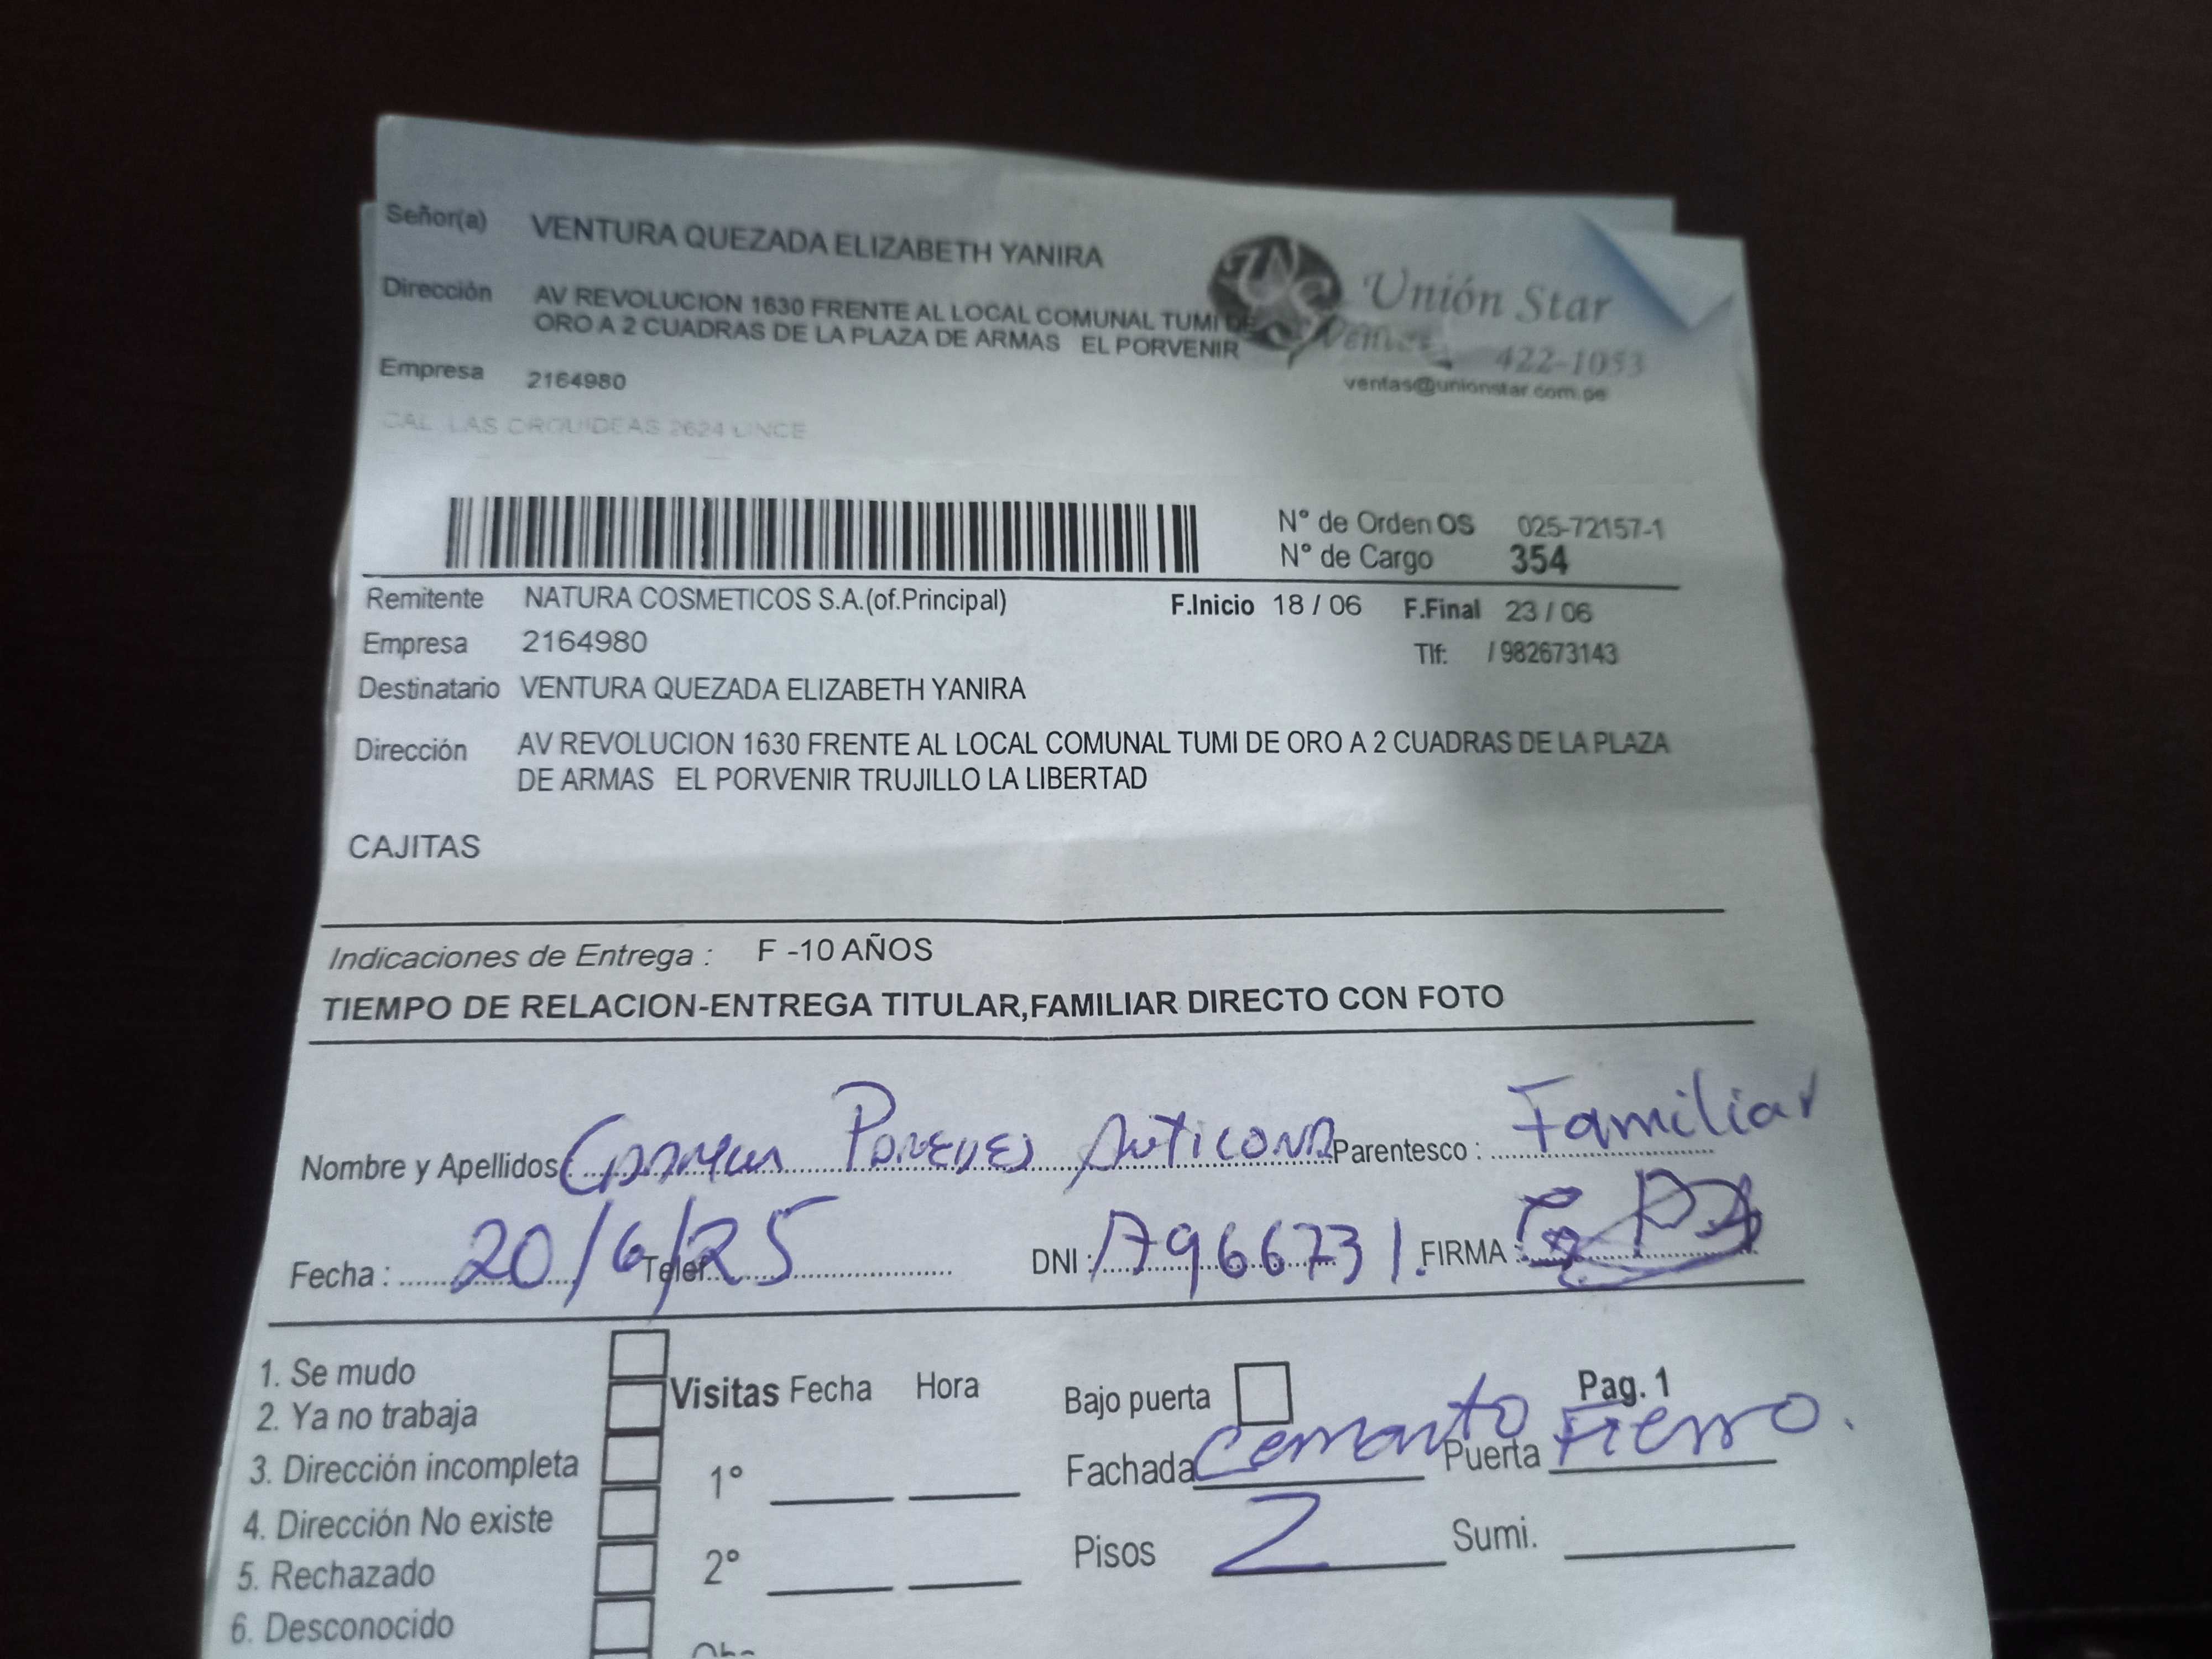 Señor(a) VENTURA QUEZADA ELIZABETH YANIRA
Dirección AV REVOLUCION 1630 FRENTE AL LOCAL COMUNAL TUMI DE
ORO A 2 CUADRAS DE LA PLAZA DE ARMAS EL PORVENIR
Unión Star
422-1053
ventas@unionstar.com.pe
Empresa 2164980
CAL LAS ORQUIDEAS 2624 LINCE
N° de Orden OS 025-72157-1
N° de Cargo 354
Remitente NATURA COSMETICOS S.A.(of.Principal) F.Inicio 18 / 06 F.Final 23 / 06
Empresa 2164980 Tlf: / 982673143
Destinatario VENTURA QUEZADA ELIZABETH YANIRA
Dirección AV REVOLUCION 1630 FRENTE AL LOCAL COMUNAL TUMI DE ORO A 2 CUADRAS DE LA PLAZA
DE ARMAS EL PORVENIR TRUJILLO LA LIBERTAD
CAJITAS
Indicaciones de Entrega : F -10 AÑOS
TIEMPO DE RELACION-ENTREGA TITULAR,FAMILIAR DIRECTO CON FOTO
Nombre y Apellidos : Anticona Parentesco : Familiar
Fecha : 20/6/25 Telef. DNI : FIRMA :
1. Se mudo
2. Ya no trabaja
3. Dirección incompleta
4. Dirección No existe
5. Rechazado
6. Desconocido
Visitas Fecha Hora
1°
2°
Bajo puerta Pag. 1
Fachada Cemento Puerta Fierro.
Pisos 2 Sumi.